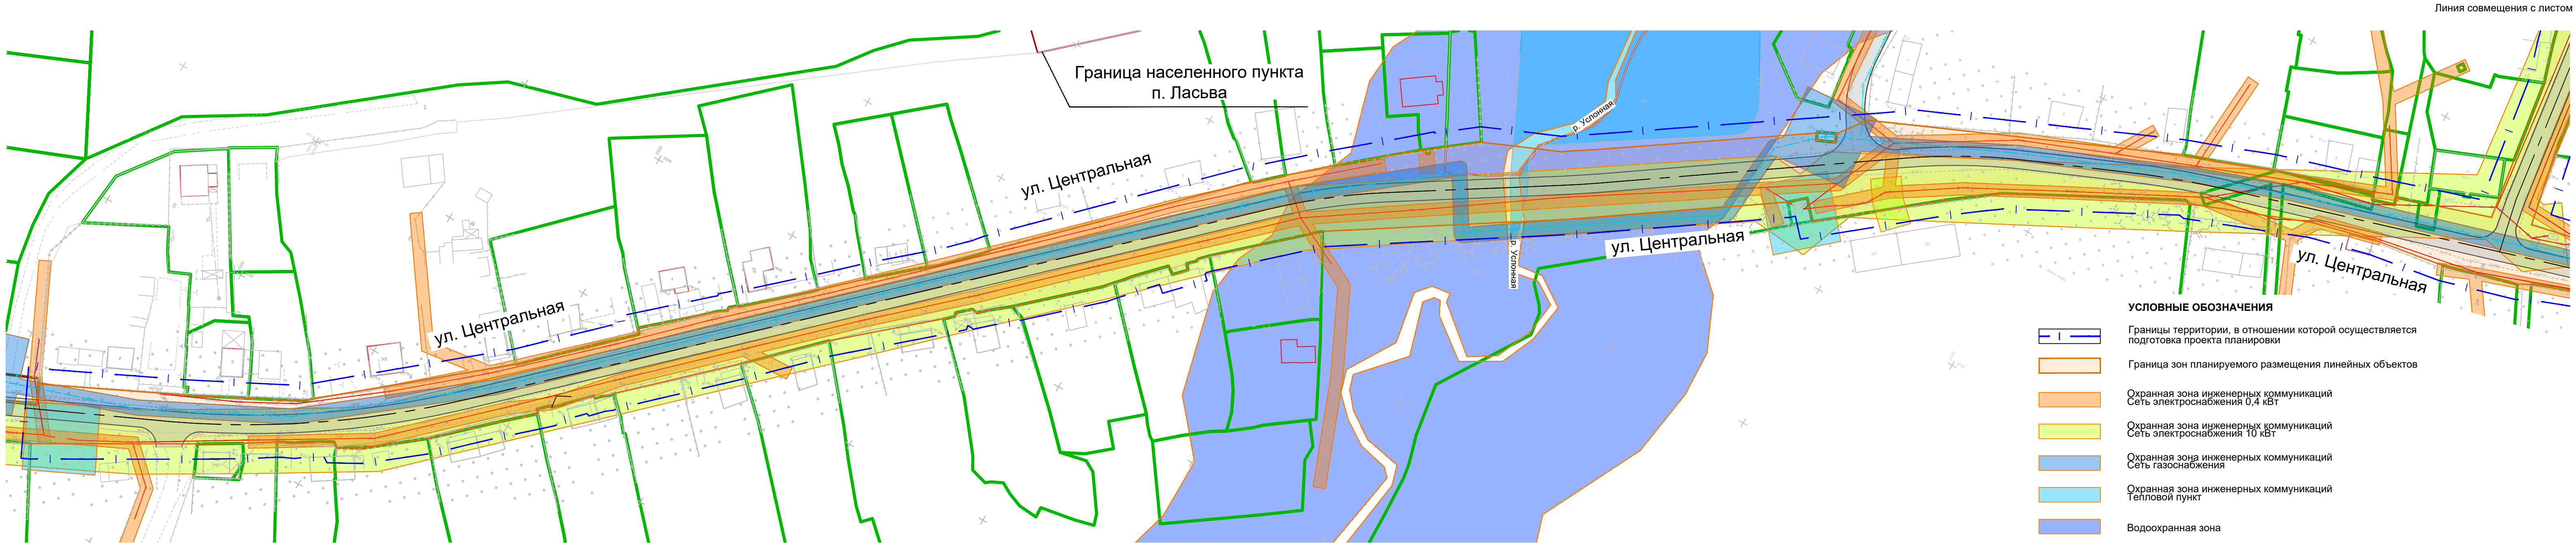 Линия совмещения с листом
Граница населенного пункта
п. Ласьва
р. Услонная
ул. Центральная
ул. Центральная
ул. Центральная
р. Услонная
ул. Центральная
УСЛОВНЫЕ ОБОЗНАЧЕНИЯ
Границы территории, в отношении которой осуществляется
подготовка проекта планировки
Граница зон планируемого размещения линейных объектов
Охранная зона инженерных коммуникаций
Сеть электроснабжения 0,4 кВт
Охранная зона инженерных коммуникаций
Сеть электроснабжения 10 кВт
Охранная зона инженерных коммуникаций
Сеть газоснабжения
Охранная зона инженерных коммуникаций
Тепловой пункт
Водоохранная зона